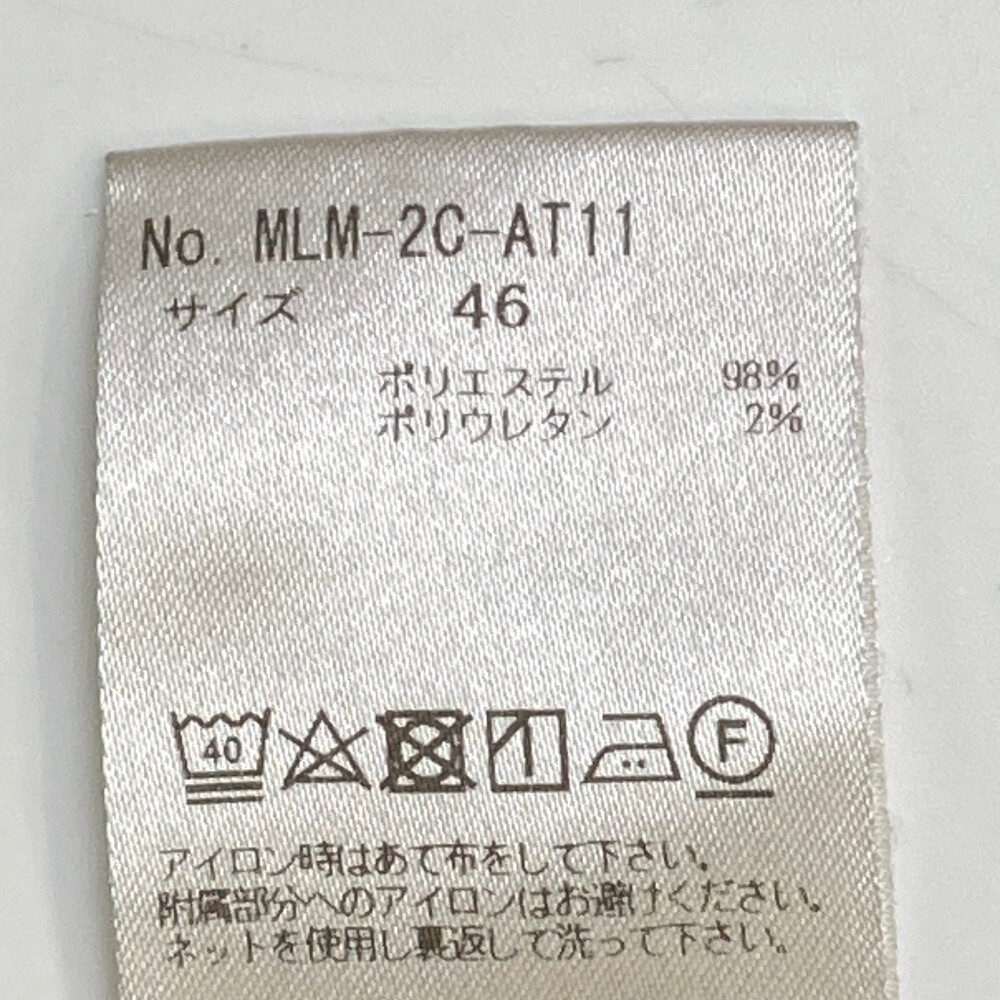 No. MLM-2C-AT11
サイズ 46
ポリエステル 98%
ポリウレタン 2%
40 F
アイロン時はあて布をして下さい。
附属部分へのアイロンはお避けください。
ネットを使用し裏返して洗って下さい。